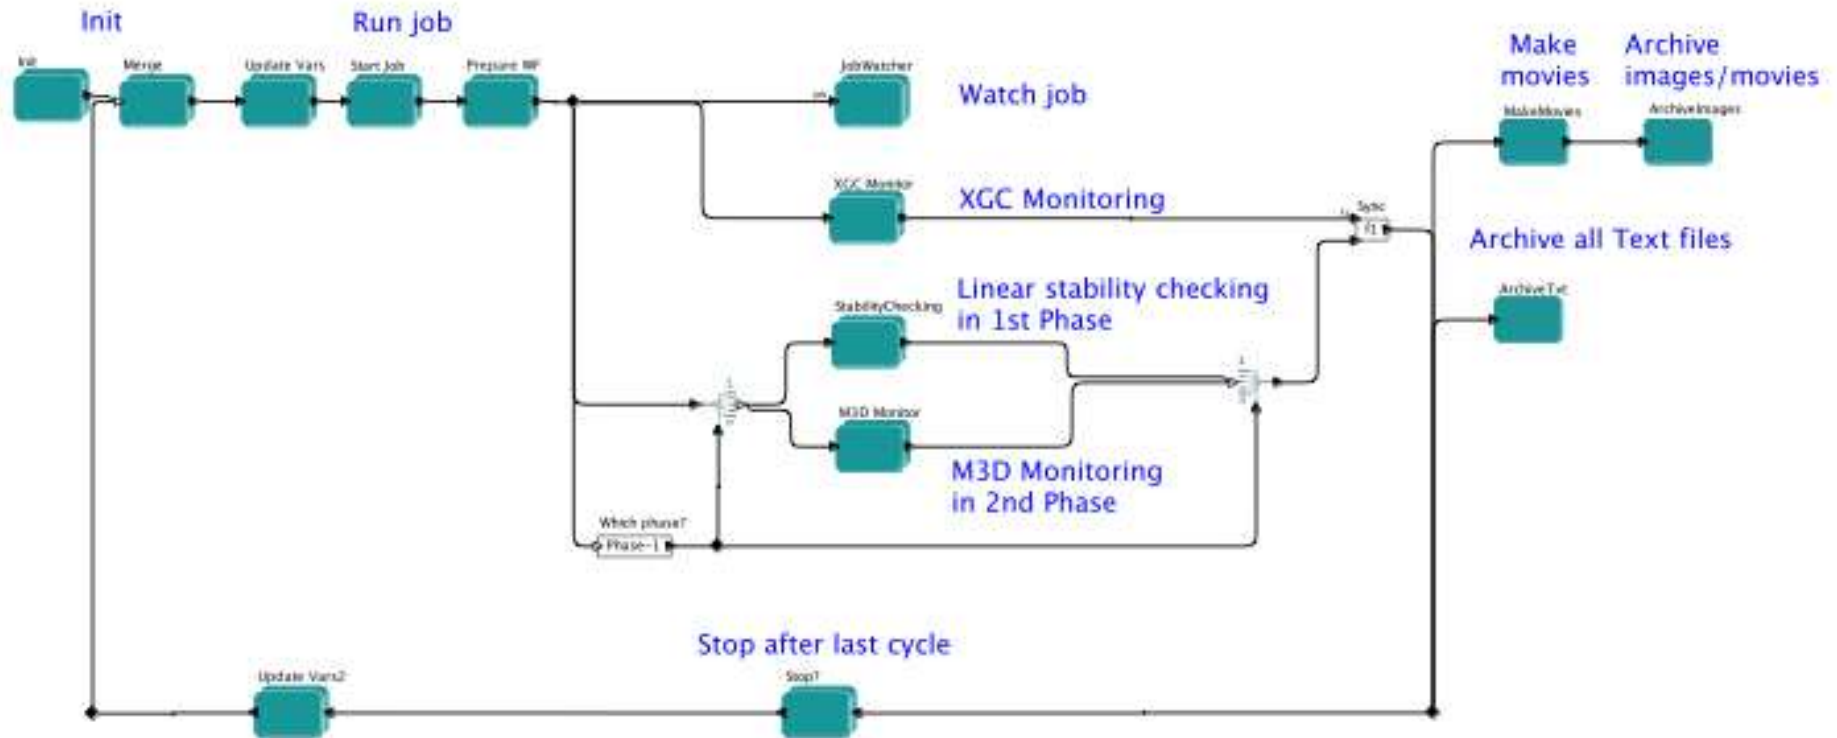 Init
Run job
Make
movies
Archive
images/movies
Init
Merge
Update Vars
Start Job
Prepare WF
JobWatcher
Watch job
MakeMovies
ArchiveImages
XGC Monitor
XGC Monitoring
Sync
Archive all Text files
Linear stability checking
in 1st Phase
StabilityChecking
ArchiveTxt
M3D Monitor
M3D Monitoring
in 2nd Phase
Which phase?
Phase-1
Stop after last cycle
Update Vars2
Stop?